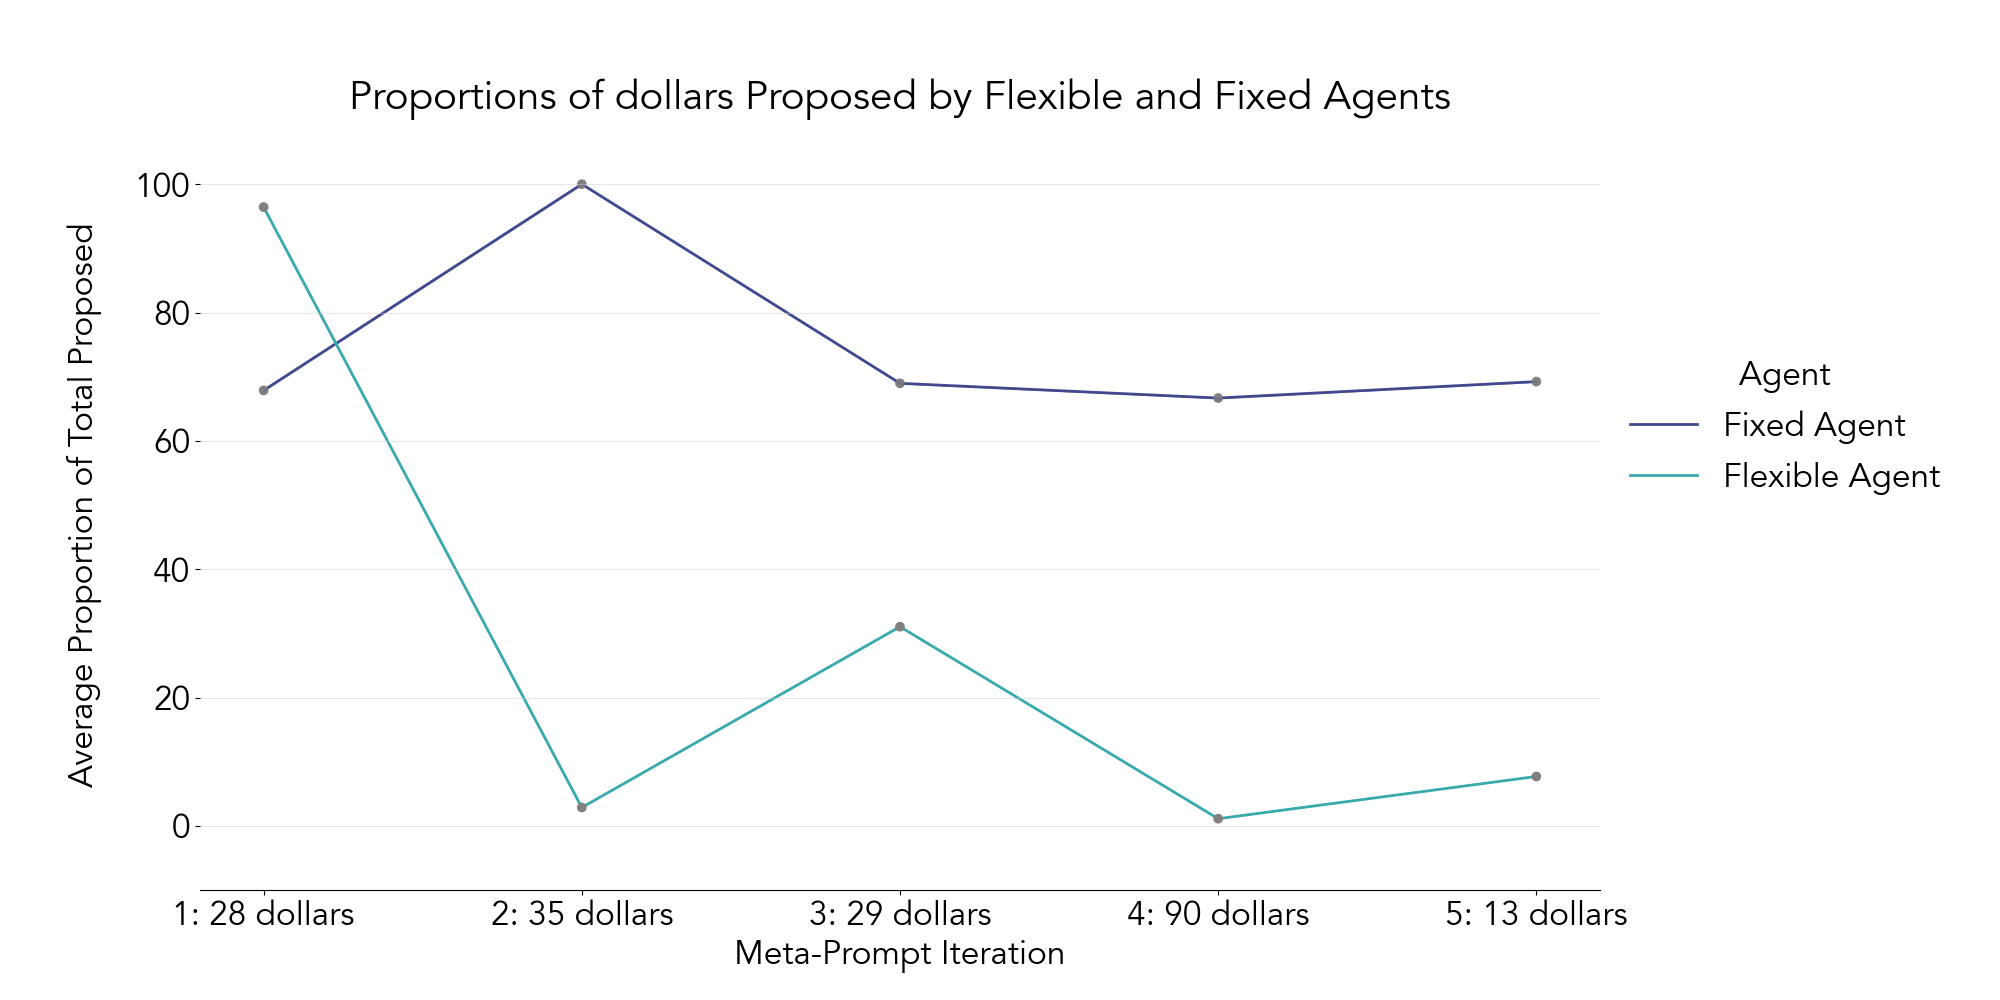 Proportions of dollars Proposed by Flexible and Fixed Agents
Average Proportion of Total Proposed
100
80
60
40
20
0
1: 28 dollars
2: 35 dollars
3: 29 dollars
4: 90 dollars
5: 13 dollars
Meta-Prompt Iteration
Agent
Fixed Agent
Flexible Agent